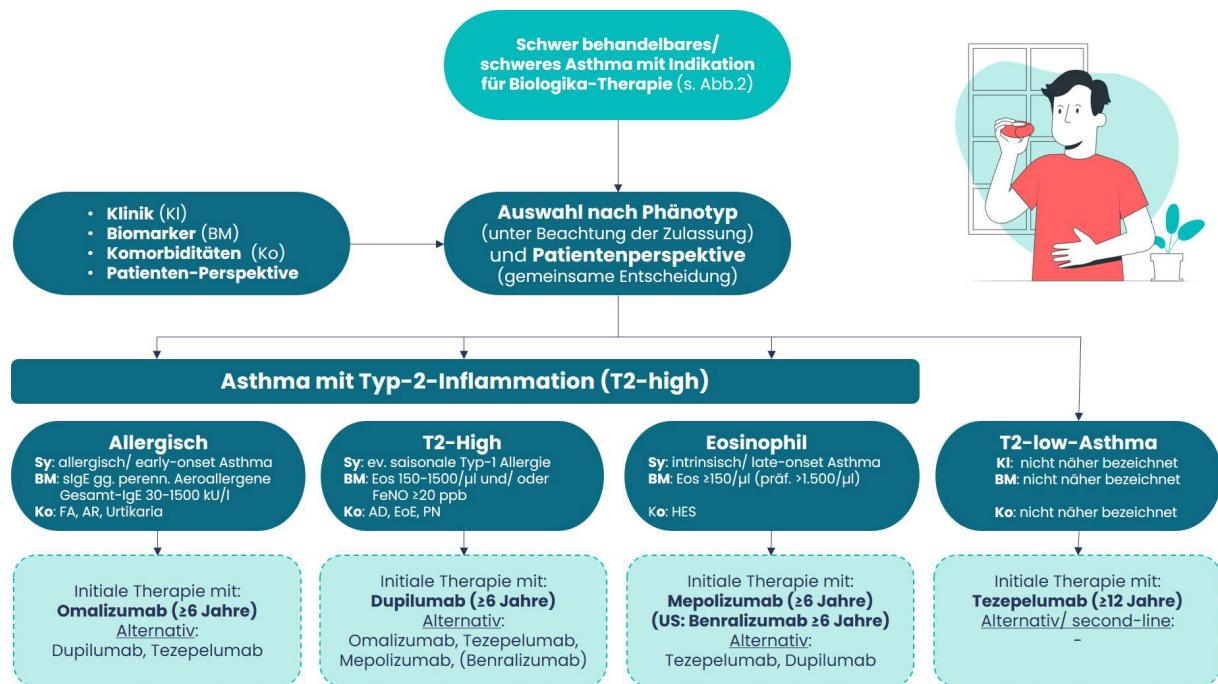 Schwer behandelbares/
schweres Asthma mit Indikation
für Biologika-Therapie (s. Abb.2)
• Klinik (KI)
• Biomarker (BM)
• Komorbiditäten (Ko)
• Patienten-Perspektive
Auswahl nach Phänotyp
(unter Beachtung der Zulassung)
und Patientenperspektive
(gemeinsame Entscheidung)
Asthma mit Typ-2-Inflammation (T2-high)
Allergisch
Sy: allergisch/ early-onset Asthma
BM: sIgE gg. perenn. Aeroallergene
Gesamt-IgE 30-1500 kU/l
Ko: FA, AR, Urtikaria
T2-High
Sy: ev. saisonale Typ-1 Allergie
BM: Eos 150-1500/µl und/ oder
FeNO ≥20 ppb
Ko: AD, EoE, PN
Eosinophil
Sy: intrinsisch/ late-onset Asthma
BM: Eos ≥150/µl (präf. >1.500/µl)
Ko: HES
T2-low-Asthma
KI: nicht näher bezeichnet
BM: nicht näher bezeichnet
Ko: nicht näher bezeichnet
Initiale Therapie mit:
Omalizumab (≥6 Jahre)
Alternativ:
Dupilumab, Tezepelumab
Initiale Therapie mit:
Dupilumab (≥6 Jahre)
Alternativ:
Omalizumab, Tezepelumab,
Mepolizumab, (Benralizumab)
Initiale Therapie mit:
Mepolizumab (≥6 Jahre)
(US: Benralizumab ≥6 Jahre)
Alternativ:
Tezepelumab, Dupilumab
Initiale Therapie mit:
Tezepelumab (≥12 Jahre)
Alternativ/ second-line:
-